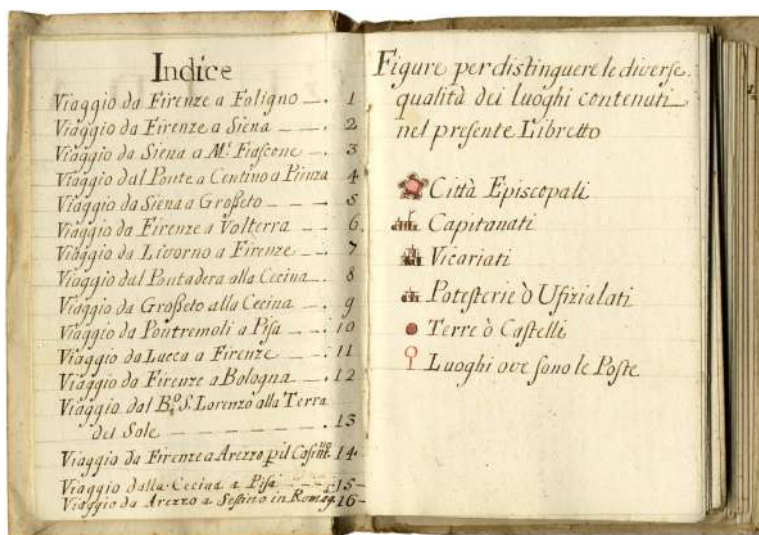 Indice
Viaggio da Firenze a Foligno — . 1
Viaggio da Firenze a Siena — — . 2
Viaggio da Siena a M.ᵗ Fiascone . 3
Viaggio dal Ponte a Centino a Pienza 4
Viaggio da Siena a Großeto — — . 5
Viaggio da Firenze a Volterra — . 6
Viaggio da Livorno a Firenze — . 7
Viaggio dal Pontadera alla Cecina . 8
Viaggio da Großeto alla Cecina — . 9
Viaggio da Pontremoli a Pisa — — . 10
Viaggio da Lucca a Firenze — — . 11
Viaggio da Firenze a Bologna — — . 12
Viaggio dal B.º S. Lorenzo alla Terra
del Sole — — — — — . 13
Viaggio da Firenze a Arezzo p il Casent.ⁿᵒ 14
Viaggio dalla Cecina a Pisa — — — 15
Viaggio da Arezzo a Sestino in Romag. 16
Figure per distinguere le diverse
qualità dei luoghi contenuti
nel presente Libretto
Città Episcopali
Capitanati
Vicariati
Potesterie ò Ufizialati
Terre ò Castelli
Luoghi ove sono le Poste